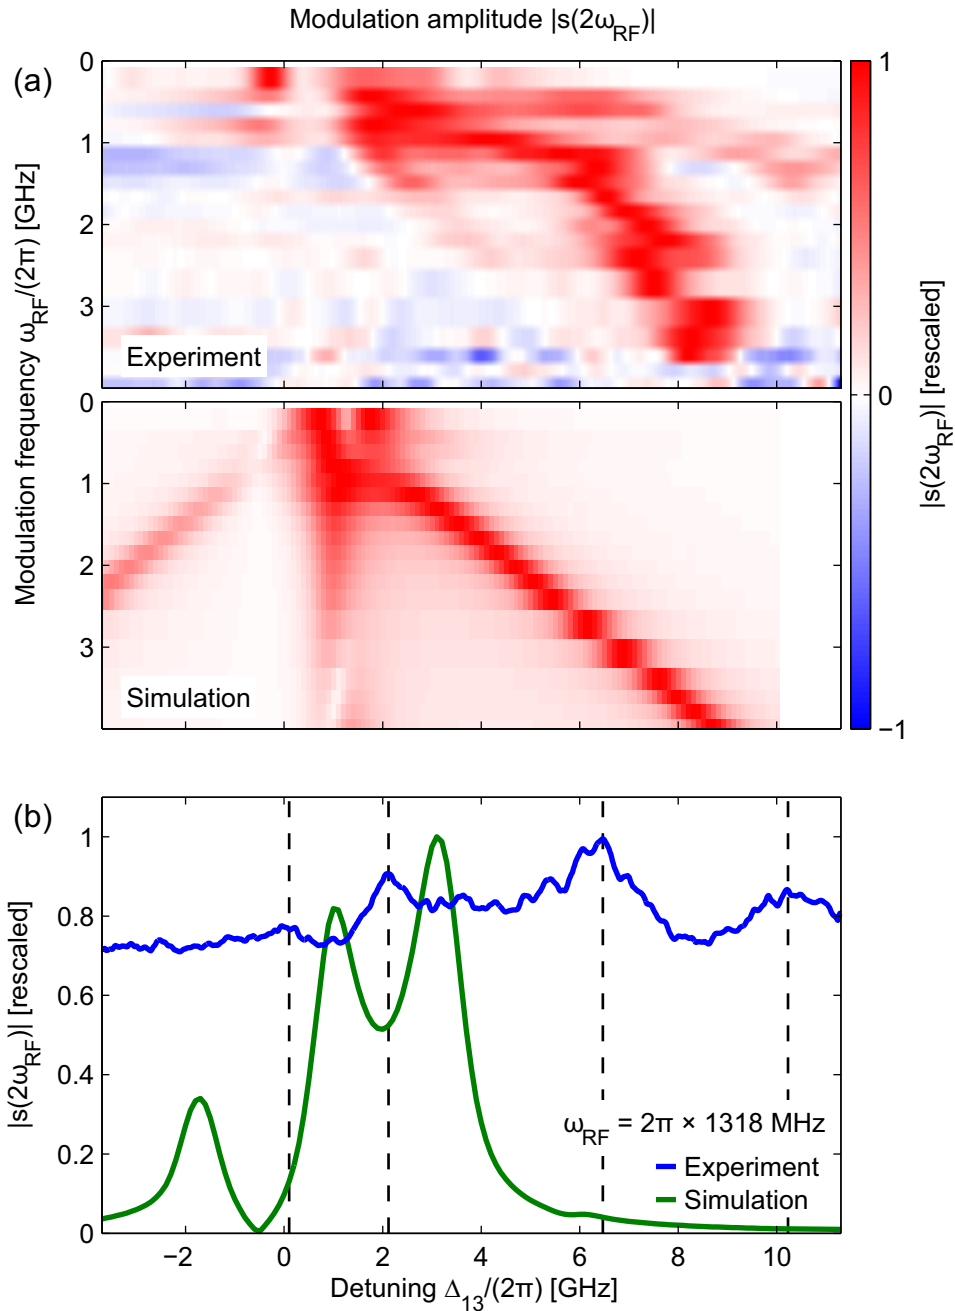 Modulation amplitude |s(2ω_RF)|
(a)
0
1
2
3
Experiment
0
1
2
3
Simulation
Modulation frequency ω_RF/(2π) [GHz]
1
0
−1
|s(2ω_RF)| [rescaled]
(b)
1
0.8
0.6
0.4
0.2
0
|s(2ω_RF)| [rescaled]
ω_RF = 2π × 1318 MHz
Experiment
Simulation
−2 0 2 4 6 8 10
Detuning Δ_13/(2π) [GHz]